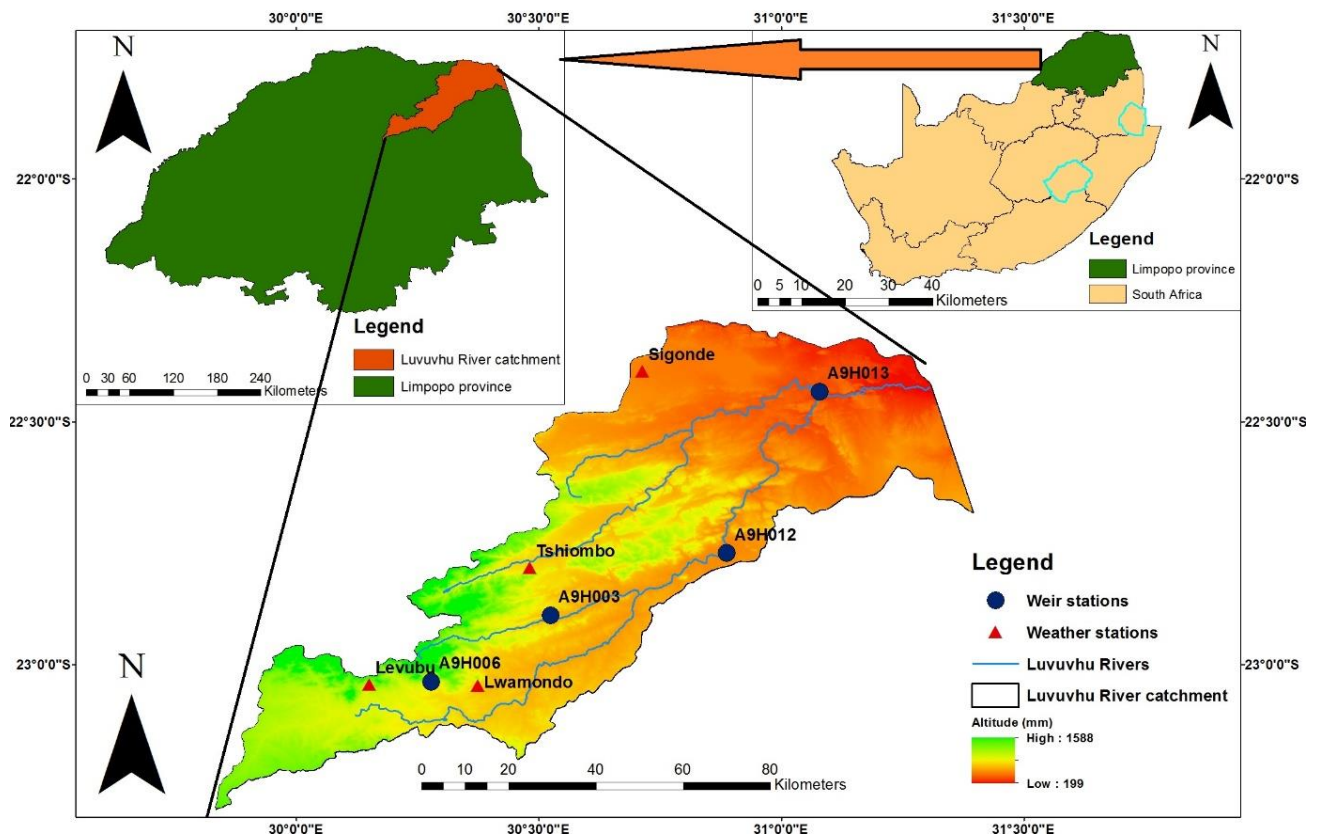 30°0'0"E 30°30'0"E 31°0'0"E 31°30'0"E
N
N
22°0'0"S
22°0'0"S
Legend
Luvuvhu River catchment
Limpopo province
0 30 60 120 180 240
Kilometers
Legend
Limpopo province
South Africa
0 5 10 20 30 40
Kilometers
22°30'0"S
22°30'0"S
Sigonde
A9H013
A9H012
Tshiombo
A9H003
Levubu
A9H006
Lwamondo
23°0'0"S
23°0'0"S
N
0 5 10 20 40 60 80
Kilometers
Legend
Weir stations
Weather stations
Luvuvhu Rivers
Luvuvhu River catchment
Altitude (mm)
High : 1588
Low : 199
30°0'0"E 30°30'0"E 31°0'0"E 31°30'0"E